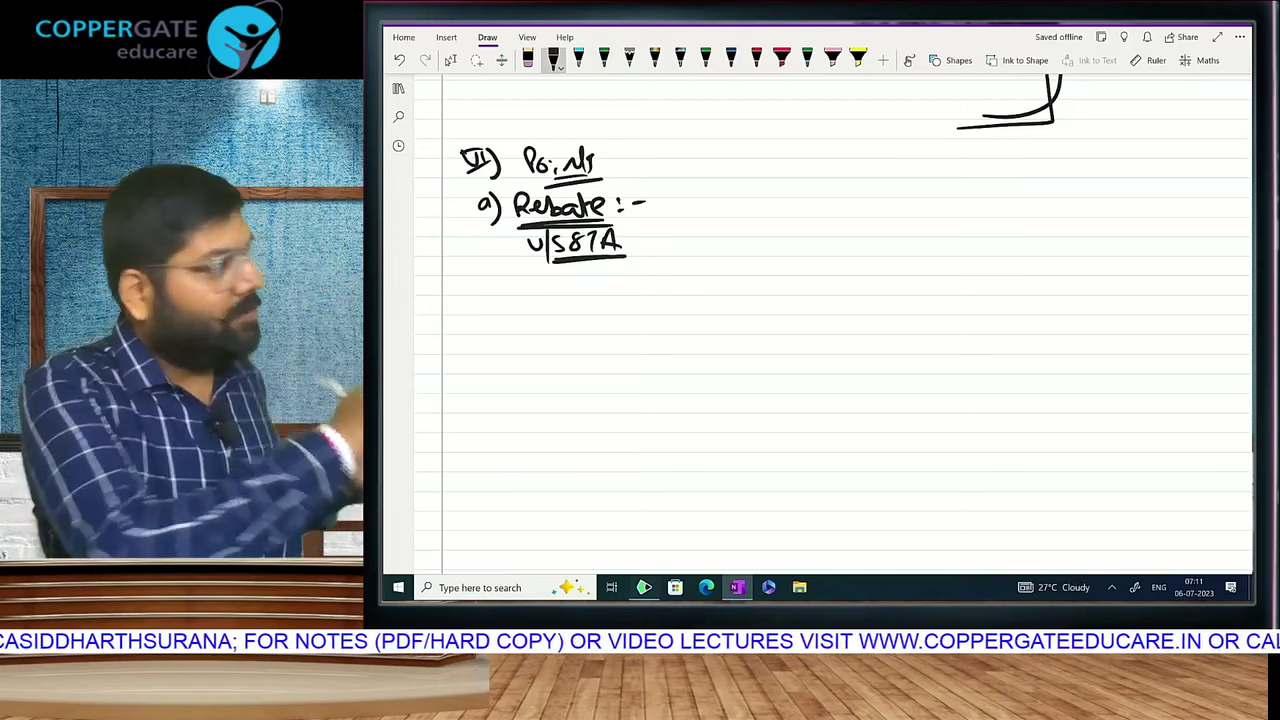 COPPERGATE
educare
Home Insert Draw View Help
Saved offline
Share
Shapes
Ink to Shape
Ink to Text
Ruler
Maths
VI) Points
a) Rebate :-
u/s 87A
Type here to search
27°C Cloudy
ENG
07:11
06-07-2023
CASIDDHARTHSURANA; FOR NOTES (PDF/HARD COPY) OR VIDEO LECTURES VISIT WWW.COPPERGATEEDUCARE.IN OR CAL